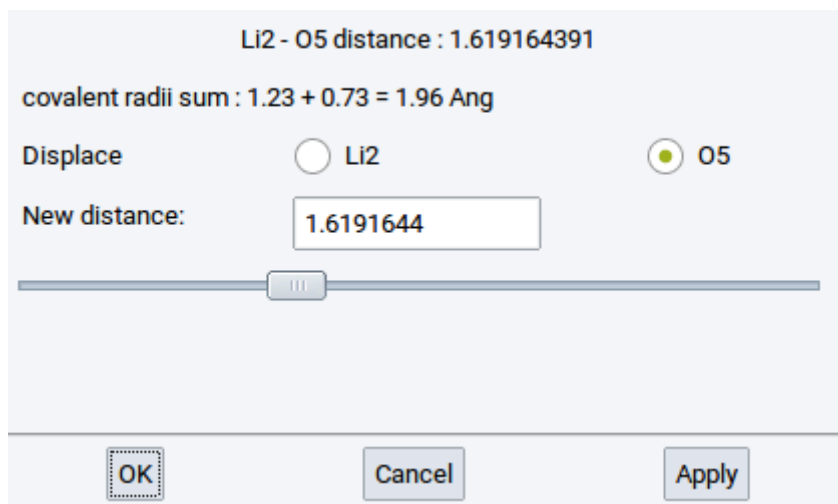 Li2 - O5 distance : 1.619164391
covalent radii sum : 1.23 + 0.73 = 1.96 Ang
Displace Li2 O5
New distance: 1.6191644
OK Cancel Apply